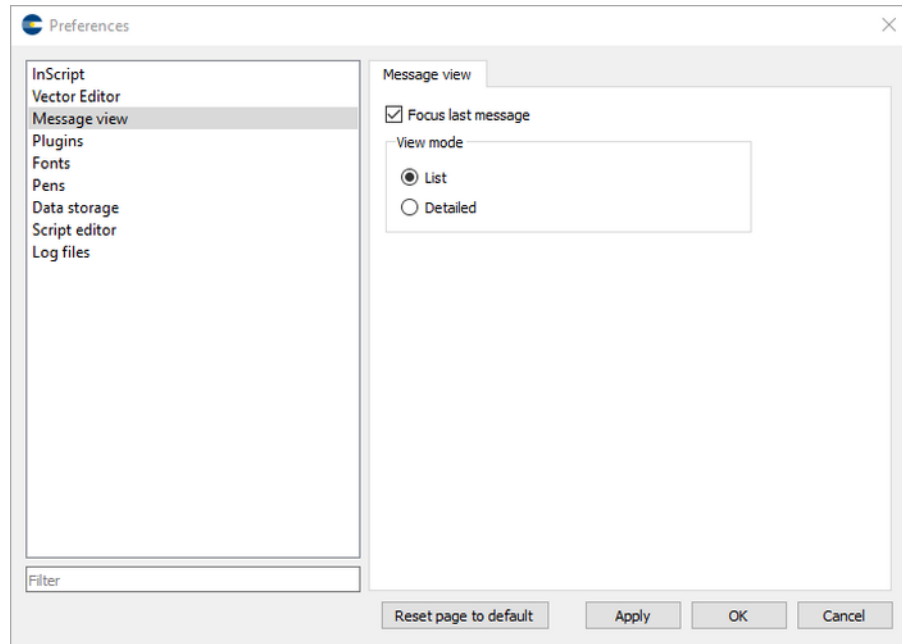 Preferences
InScript
Vector Editor
Message view
Plugins
Fonts
Pens
Data storage
Script editor
Log files
Filter
Message view
Focus last message
View mode
List
Detailed
Reset page to default
Apply
OK
Cancel